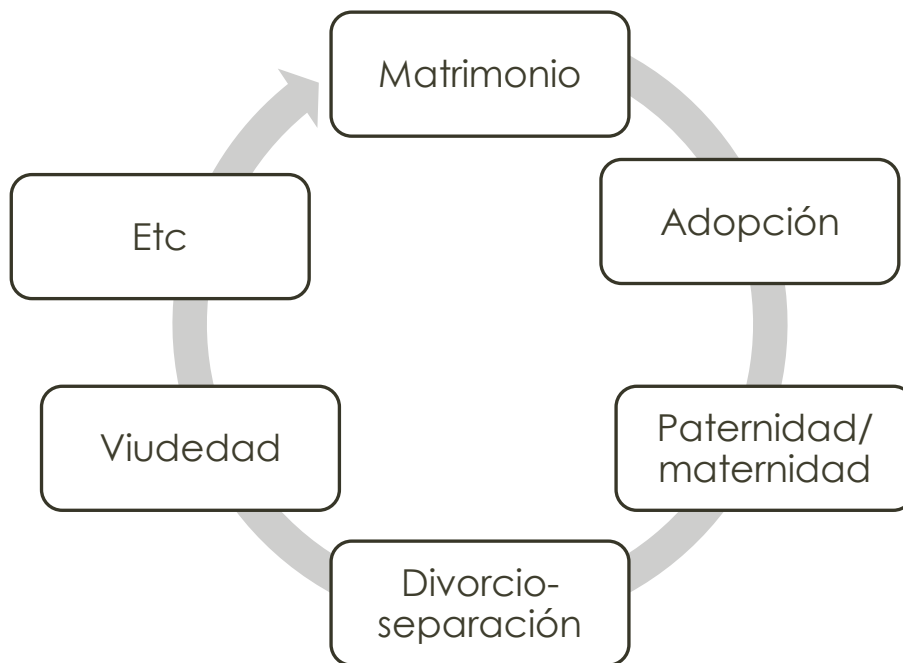 Matrimonio
Adopción
Paternidad/
maternidad
Divorcio-
separación
Viudedad
Etc